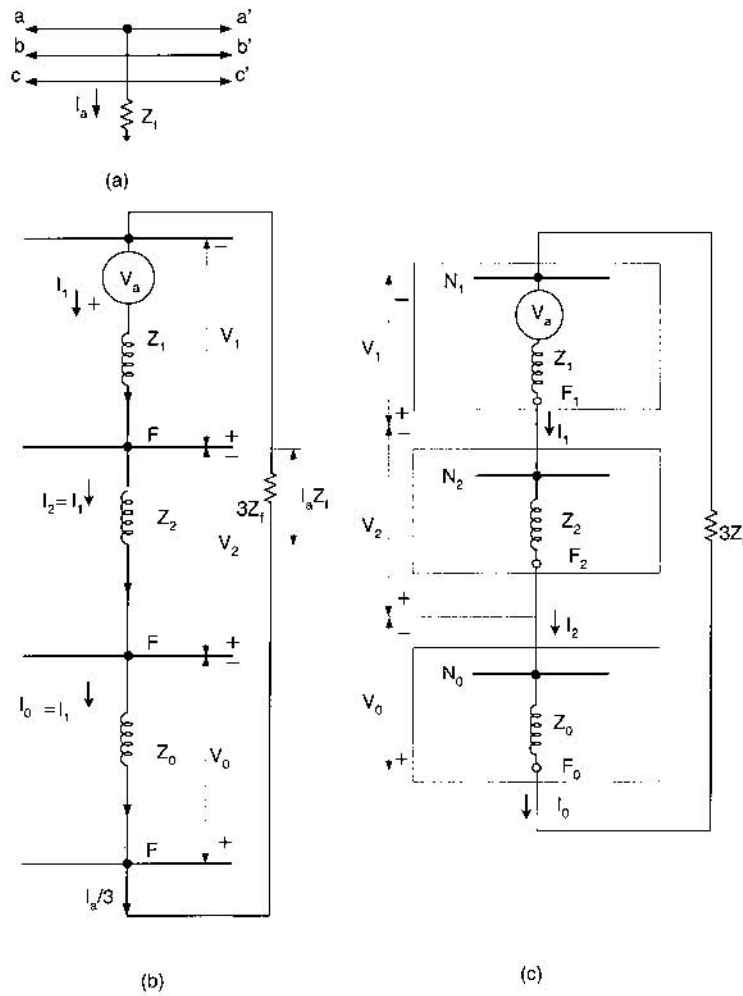 a a'
b b'
c c'
I_a Z_f
(a)
−
I_1 + V_a
Z_1 V_1
F +
−
I_2 = I_1 Z_2 3Z_f I_aZ_f
V_2
F +
−
I_0 = I_1 Z_0 V_0
F +
I_a/3
(b)
N_1
−
V_a
V_1 Z_1
F_1
+
− I_1
N_2
V_2 Z_2 3Z
F_2
+
− I_2
N_0
V_0 Z_0
+ F_0
I_0
(c)